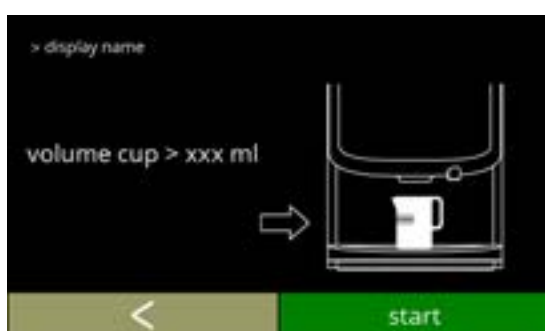 > display name
volume cup > xxx ml
<
start